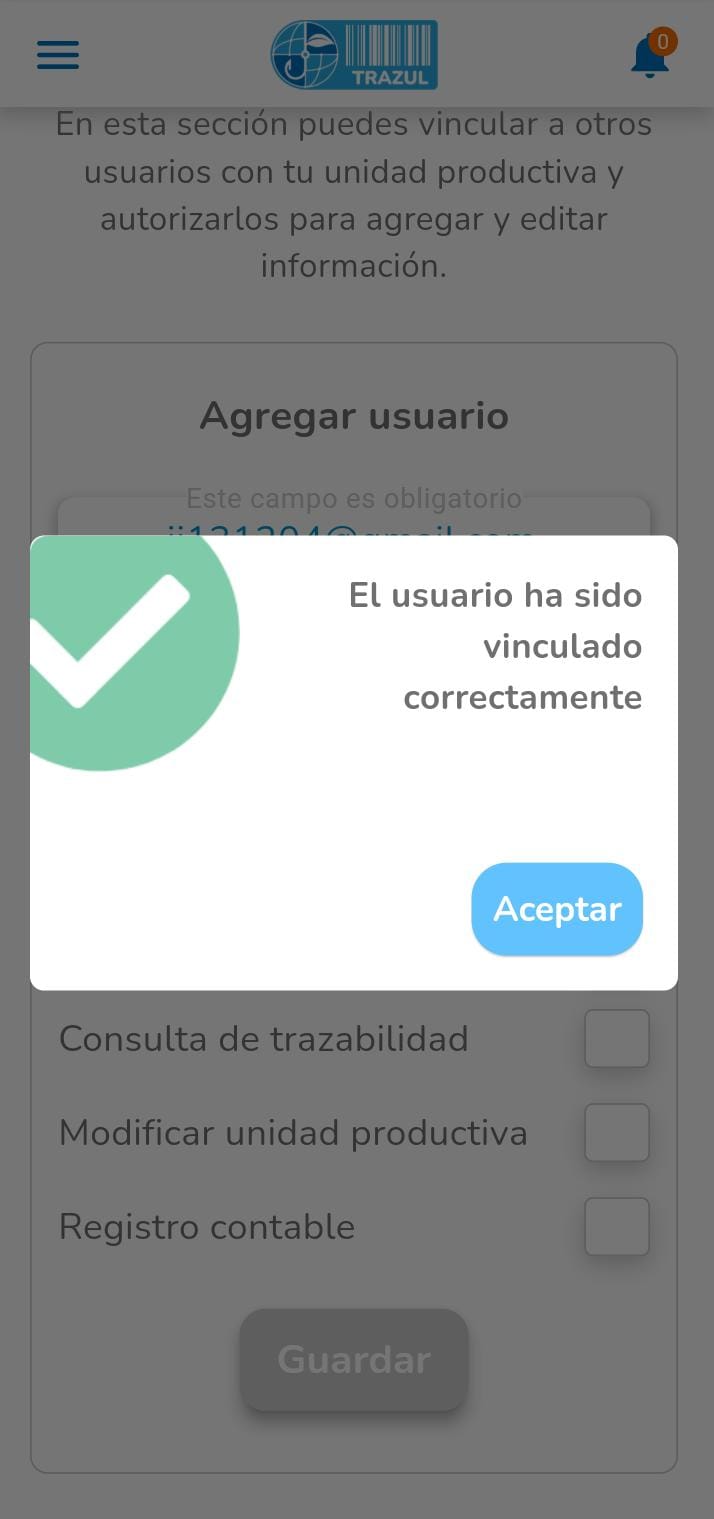 TRAZUL
0
En esta sección puedes vincular a otros
usuarios con tu unidad productiva y
autorizarlos para agregar y editar
información.
Agregar usuario
Este campo es obligatorio
El usuario ha sido
vinculado
correctamente
Aceptar
Consulta de trazabilidad
Modificar unidad productiva
Registro contable
Guardar